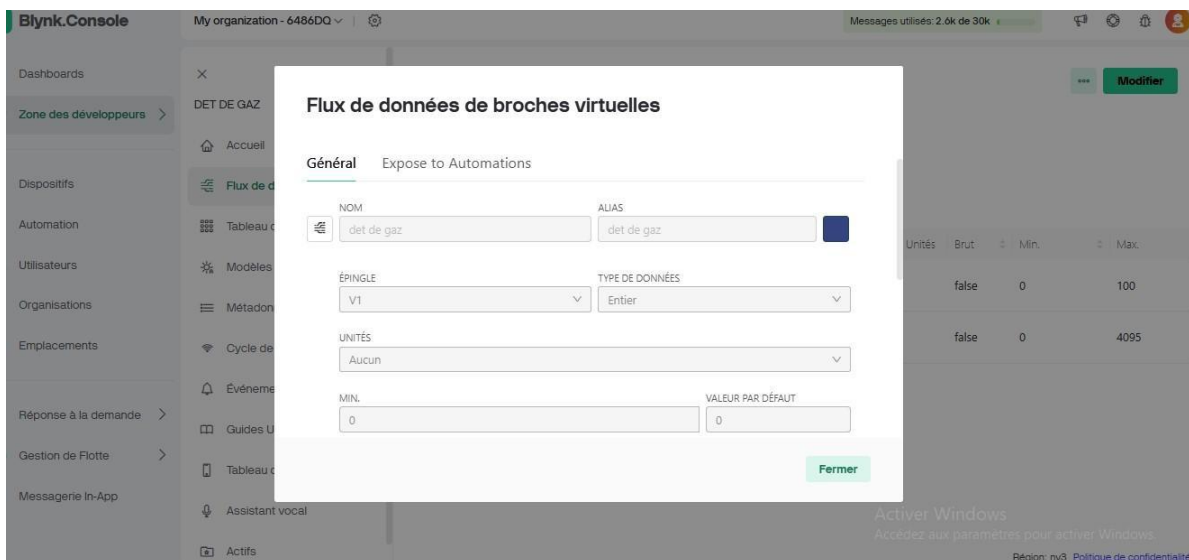 Blynk.Console
My organization - 6486DQ
Messages utilisés: 2.6k de 30k
Dashboards
Zone des développeurs
Dispositifs
Automation
Utilisateurs
Organisations
Emplacements
Réponse à la demande
Gestion de Flotte
Messagerie In-App
DET DE GAZ
Accueil
Flux de d
Tableau
Modèles
Métadon
Cycle de
Événeme
Guides U
Tableau
Assistant vocal
Actifs
Modifier
Flux de données de broches virtuelles
Général Expose to Automations
NOM ALIAS
det de gaz det de gaz
ÉPINGLE TYPE DE DONNÉES
V1 Entier
UNITÉS
Aucun
MIN. VALEUR PAR DÉFAUT
0 0
Fermer
Unités Brut Min. Max.
false 0 100
false 0 4095
Activer Windows
Accédez aux paramètres pour activer Windows.
Région: ny3 Politique de confidentialité